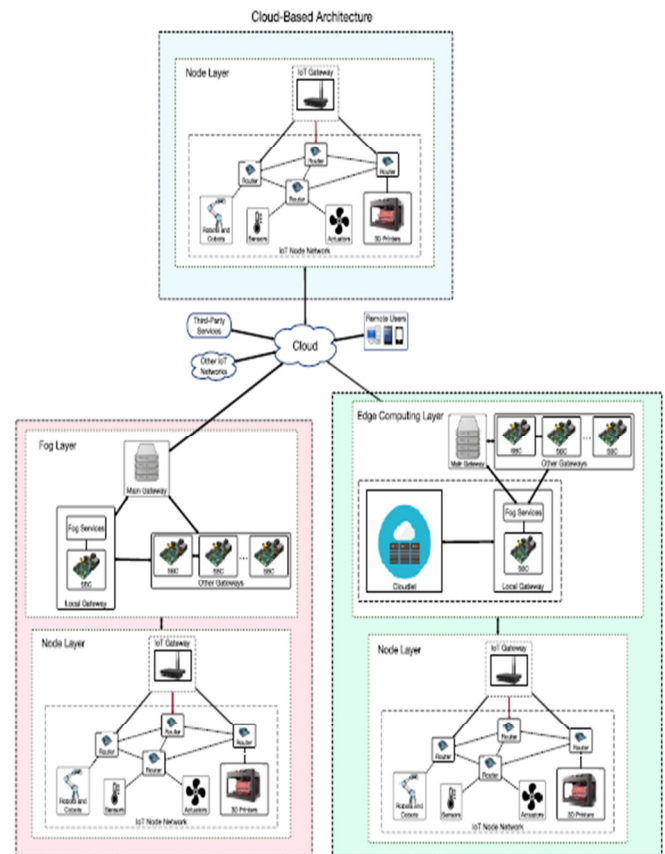 Cloud-Based Architecture
Node Layer
IoT Gateway
Router
Router
Router
Router
Robots and
Cobots
Sensors
Actuators
3D Printers
IoT Node Network
Third-Party
Services
Remote Users
Cloud
Other IoT
Networks
Fog Layer
Main Gateway
Fog Services
SBC
Local Gateway
SBC
SBC
...
SBC
Other Gateways
Node Layer
IoT Gateway
Router
Router
Router
Router
Robots and
Cobots
Sensors
Actuators
3D Printers
IoT Node Network
Edge Computing Layer
Main Gateway
SBC
SBC
...
SBC
Other Gateways
Cloudlet
Fog Services
SBC
Local Gateway
Node Layer
IoT Gateway
Router
Router
Router
Router
Robots and
Cobots
Sensors
Actuators
3D Printers
IoT Node Network